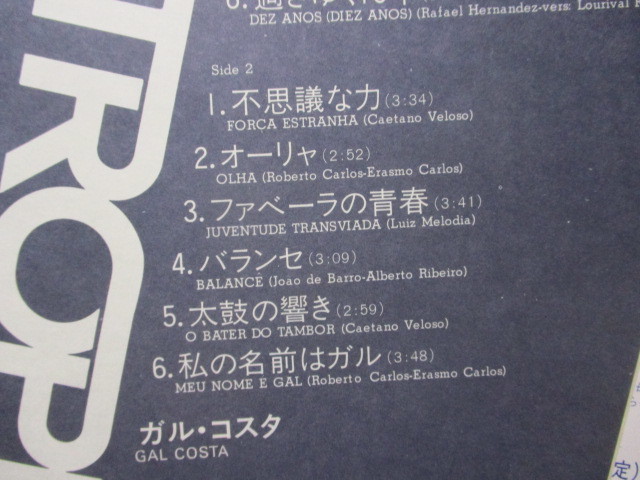 DEZ ANOS (DIEZ ANOS) (Rafael Hernandez-vers: Lourival
Side 2
1. 不思議な力 (3:34)
FORÇA ESTRANHA (Caetano Veloso)
2. オーリャ (2:52)
OLHA (Roberto Carlos-Erasmo Carlos)
3. ファベーラの青春 (3:41)
JUVENTUDE TRANSVIADA (Luiz Melodia)
4. バランセ (3:09)
BALANCÉ (Joao de Barro-Alberto Ribeiro)
5. 太鼓の響き (2:59)
O BATER DO TAMBOR (Caetano Veloso)
6. 私の名前はガル (3:48)
MEU NOME E GAL (Roberto Carlos-Erasmo Carlos)
ガル・コスタ
GAL COSTA
TROP
定)